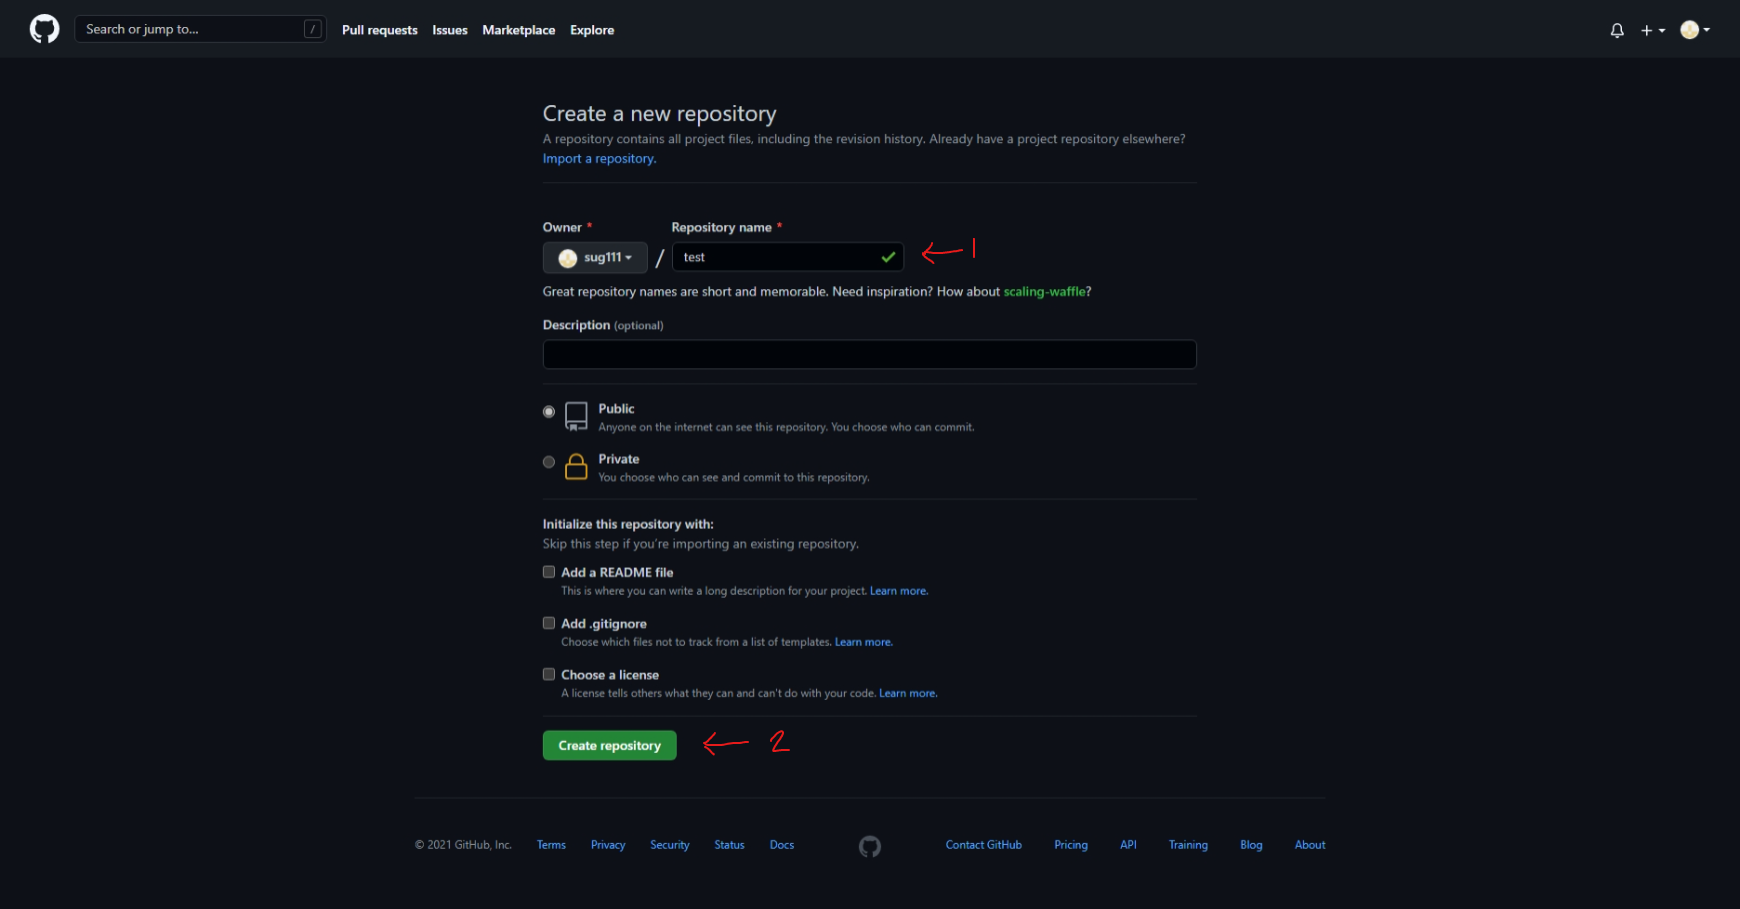 Search or jump to... /
Pull requests Issues Marketplace Explore
Create a new repository
A repository contains all project files, including the revision history. Already have a project repository elsewhere?
Import a repository.
Owner * Repository name *
sug111 / test
1
Great repository names are short and memorable. Need inspiration? How about scaling-waffle?
Description (optional)
Public
Anyone on the internet can see this repository. You choose who can commit.
Private
You choose who can see and commit to this repository.
Initialize this repository with:
Skip this step if you're importing an existing repository.
Add a README file
This is where you can write a long description for your project. Learn more.
Add .gitignore
Choose which files not to track from a list of templates. Learn more.
Choose a license
A license tells others what they can and can't do with your code. Learn more.
Create repository
2
© 2021 GitHub, Inc. Terms Privacy Security Status Docs Contact GitHub Pricing API Training Blog About